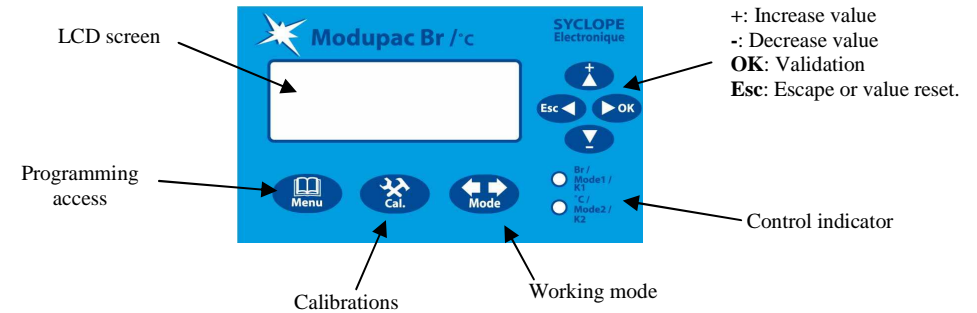 LCD screen
Modupac Br /°c
SYCLOPE
Electronique
+: Increase value
-: Decrease value
OK: Validation
Esc: Escape or value reset.
+
Esc
OK
-
Programming
access
Menu
Cal.
Mode
Br /
Mode1 /
K1
°C /
Mode2 /
K2
Control indicator
Calibrations
Working mode